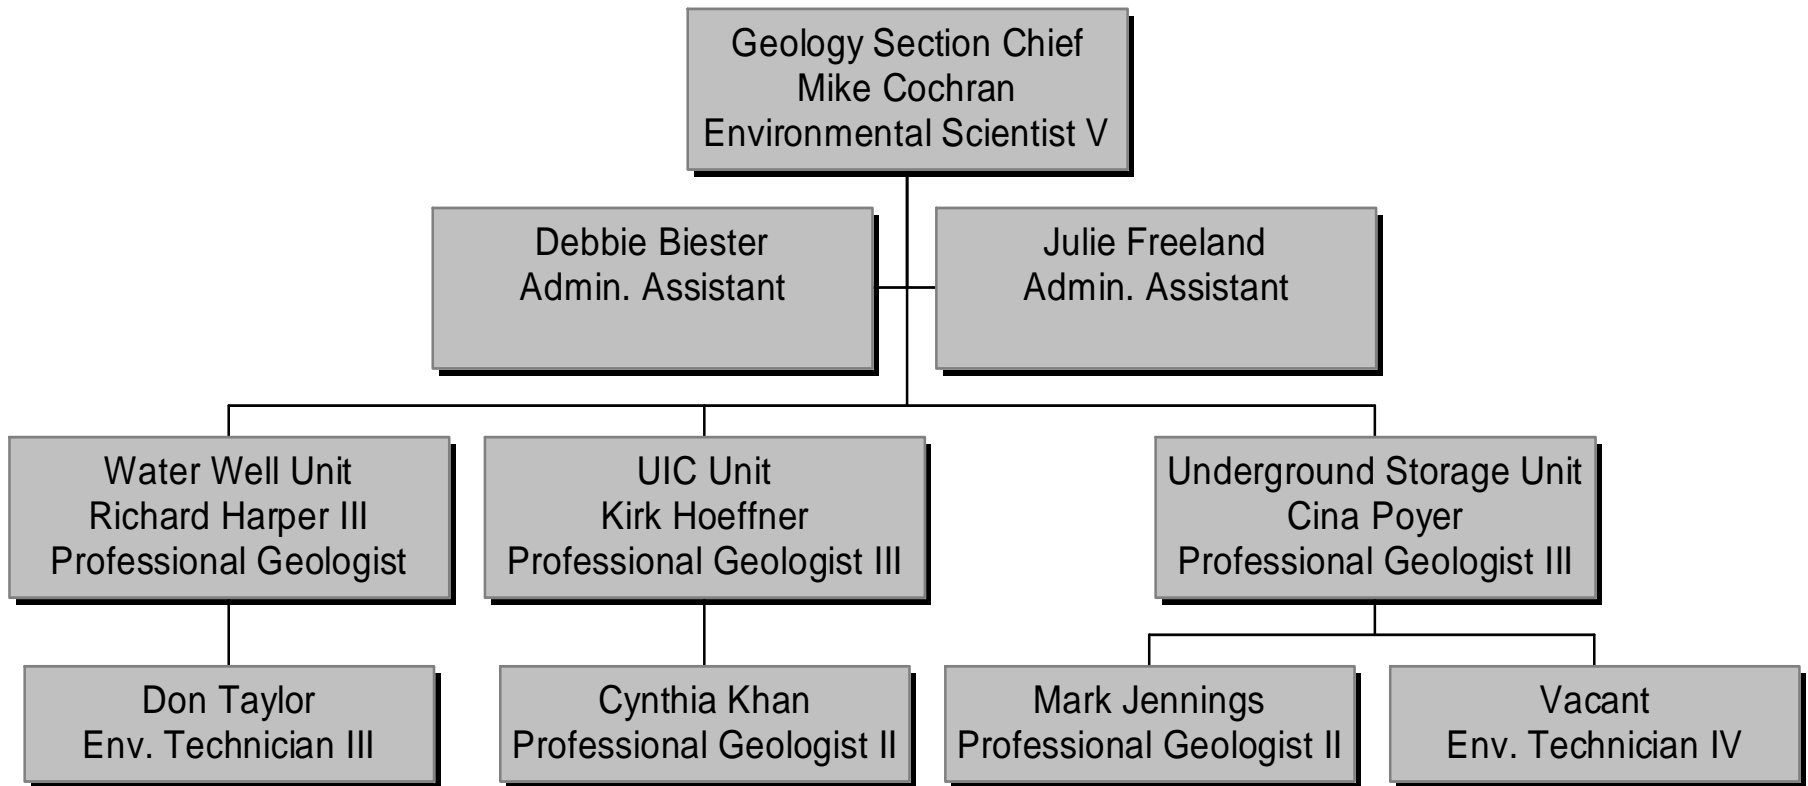 Geology Section Chief
Mike Cochran
Environmental Scientist V
Debbie Biester
Admin. Assistant
Julie Freeland
Admin. Assistant
Water Well Unit
Richard Harper III
Professional Geologist
UIC Unit
Kirk Hoeffner
Professional Geologist III
Underground Storage Unit
Cina Poyer
Professional Geologist III
Don Taylor
Env. Technician III
Cynthia Khan
Professional Geologist II
Mark Jennings
Professional Geologist II
Vacant
Env. Technician IV